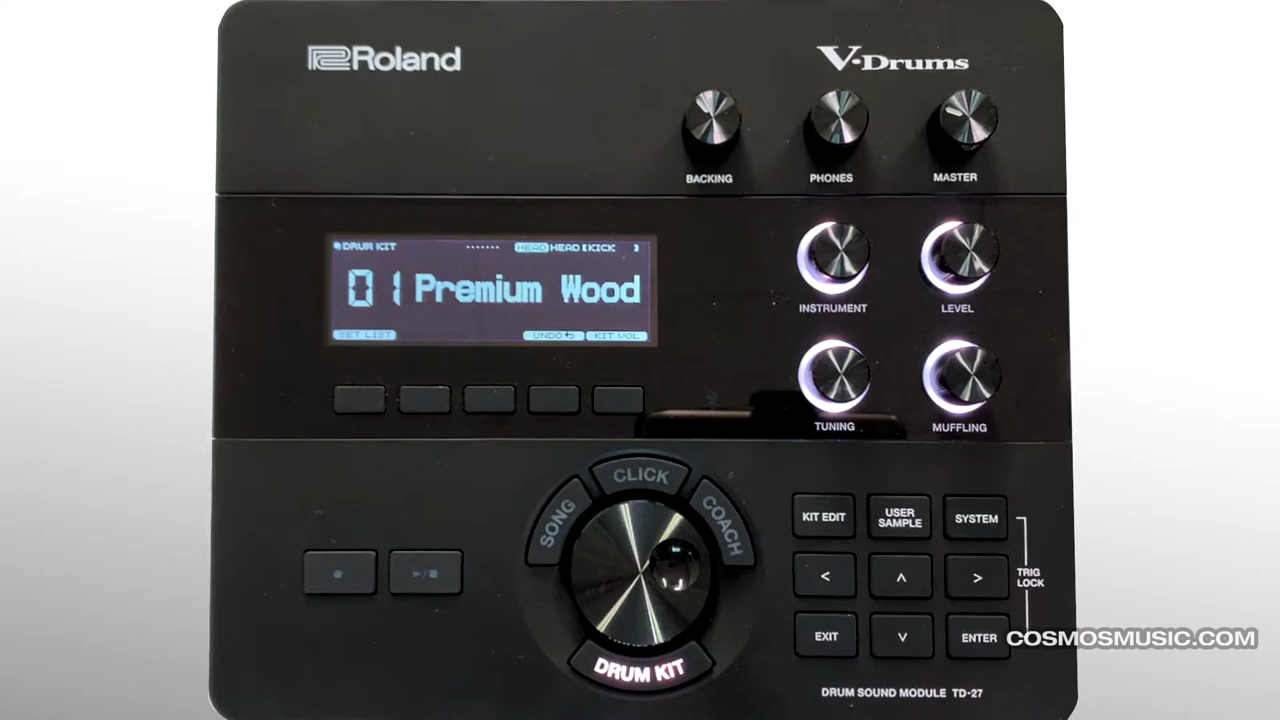 Roland
V-Drums
BACKING
PHONES
MASTER
DRUM KIT
HEAD HEAD KICK
01 Premium Wood
SET LIST
UNDO
KIT VOL
INSTRUMENT
LEVEL
TUNING
MUFFLING
SONG
CLICK
COACH
DRUM KIT
KIT EDIT
USER
SAMPLE
SYSTEM
TRIG
LOCK
EXIT
ENTER
COSMOSMUSIC.COM
DRUM SOUND MODULE TD-27